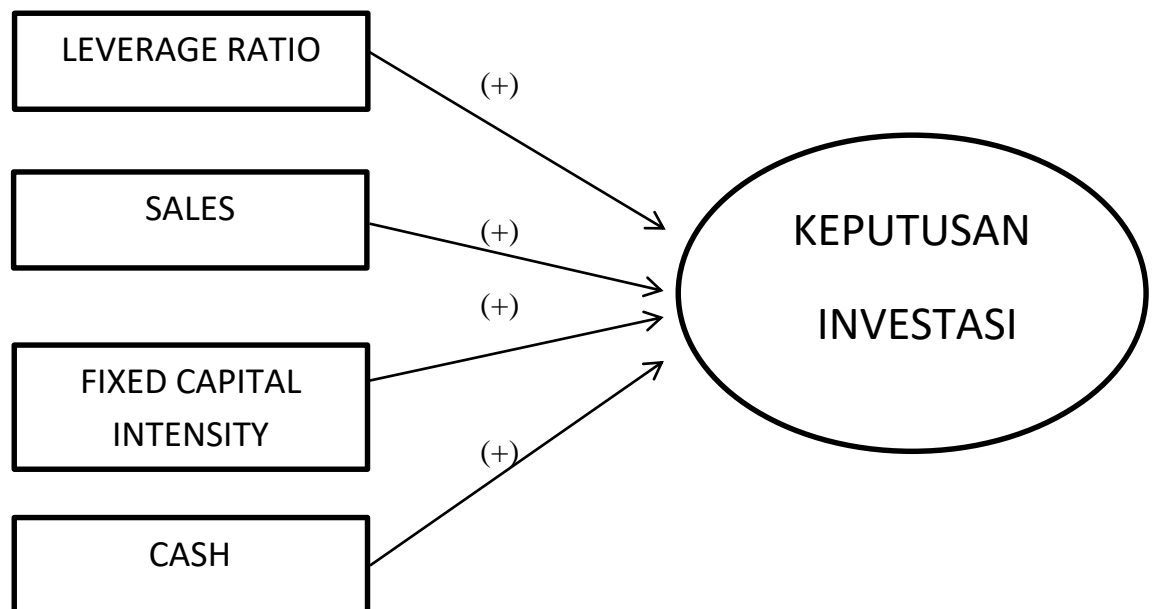 LEVERAGE RATIO
(+)
SALES
(+)
(+)
FIXED CAPITAL
INTENSITY
(+)
CASH
KEPUTUSAN
INVESTASI